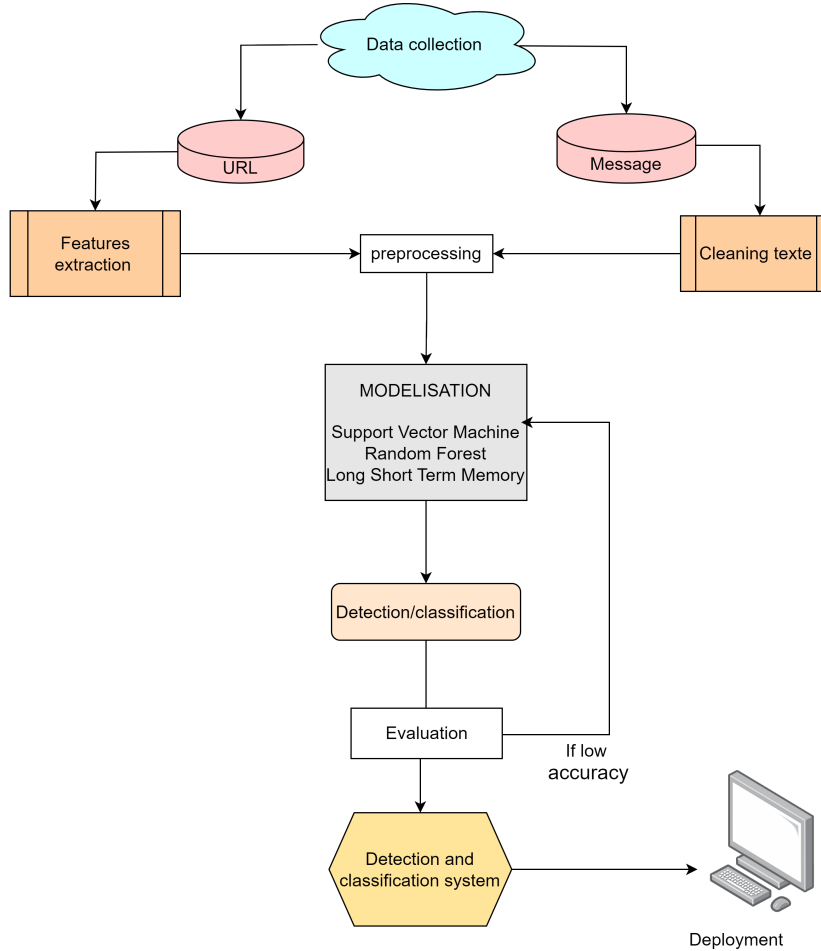 Data collection
URL
Message
Features
extraction
preprocessing
Cleaning texte
MODELISATION
Support Vector Machine
Random Forest
Long Short Term Memory
Detection/classification
Evaluation
If low
accuracy
Detection and
classification system
Deployment